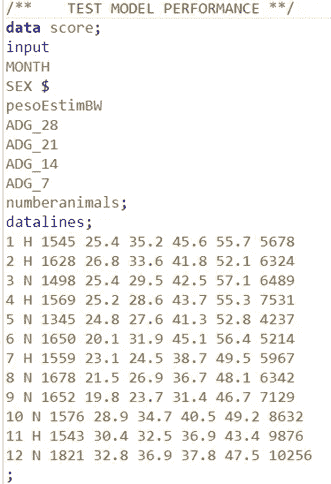 /**    TEST MODEL PERFORMANCE **/
data score;
input
MONTH
SEX $
pesoEstimBW
ADG_28
ADG_21
ADG_14
ADG_7
numberanimals;
datalines;
1 H 1545 25.4 35.2 45.6 55.7 5678
2 H 1628 26.8 33.6 41.8 52.1 6324
3 N 1498 25.4 29.5 42.5 57.1 6489
4 H 1569 25.2 28.6 43.7 55.3 7531
5 N 1345 24.8 27.6 41.3 52.8 4237
6 N 1650 20.1 31.9 45.1 56.4 5214
7 H 1559 23.1 24.5 38.7 49.5 5967
8 N 1678 21.5 26.9 36.7 48.1 6342
9 N 1652 19.8 23.7 31.4 46.7 7129
10 N 1576 28.9 34.7 40.5 49.2 8632
11 H 1543 30.4 32.5 36.9 43.4 9876
12 N 1821 32.8 36.9 37.8 47.5 10256
;